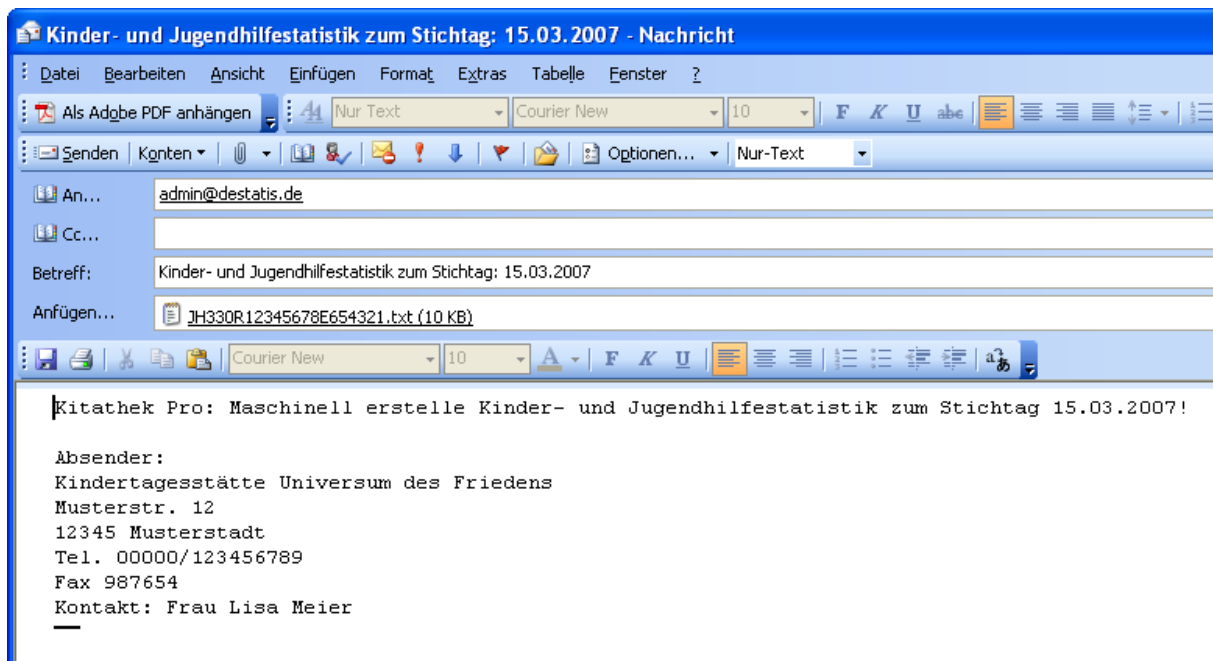 Kinder- und Jugendhilfestatistik zum Stichtag: 15.03.2007 - Nachricht
Datei Bearbeiten Ansicht Einfügen Format Extras Tabelle Fenster ?
Als Adobe PDF anhängen Nur Text Courier New 10 F K U abc
Senden Konten Optionen... Nur-Text
An... admin@destatis.de
Cc...
Betreff: Kinder- und Jugendhilfestatistik zum Stichtag: 15.03.2007
Anfügen... JH330R12345678E654321.txt (10 KB)
Courier New 10 A F K U
Kitathek Pro: Maschinell erstelle Kinder- und Jugendhilfestatistik zum Stichtag 15.03.2007!
Absender:
Kindertagesstätte Universum des Friedens
Musterstr. 12
12345 Musterstadt
Tel. 00000/123456789
Fax 987654
Kontakt: Frau Lisa Meier